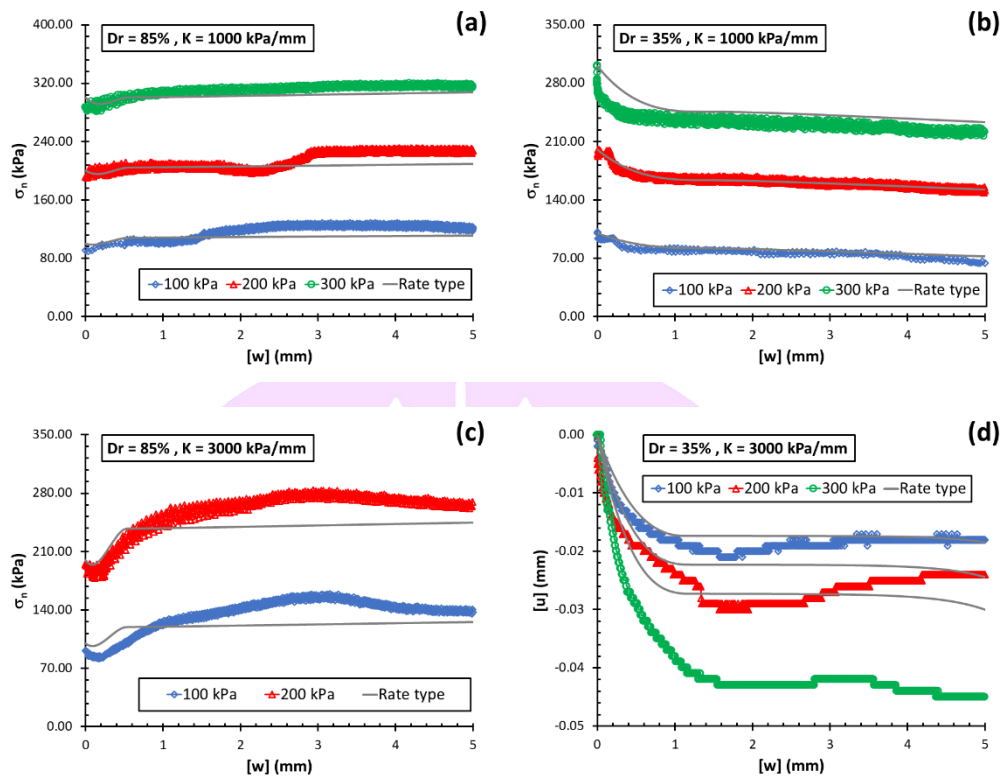 (a)
Dr = 85% , K = 1000 kPa/mm
400.00
320.00
240.00
160.00
80.00
0.00
σn (kPa)
100 kPa 200 kPa 300 kPa Rate type
0 1 2 3 4 5
[w] (mm)
(b)
Dr = 35% , K = 1000 kPa/mm
350.00
280.00
210.00
140.00
70.00
0.00
σn (kPa)
100 kPa 200 kPa 300 kPa Rate type
0 1 2 3 4 5
[w] (mm)
(c)
Dr = 85% , K = 3000 kPa/mm
350.00
280.00
210.00
140.00
70.00
0.00
σn (kPa)
100 kPa 200 kPa Rate type
0 1 2 3 4 5
[w] (mm)
(d)
Dr = 35% , K = 3000 kPa/mm
0.00
-0.01
-0.02
-0.03
-0.04
-0.05
[u] (mm)
100 kPa 200 kPa 300 kPa Rate type
0 1 2 3 4 5
[w] (mm)